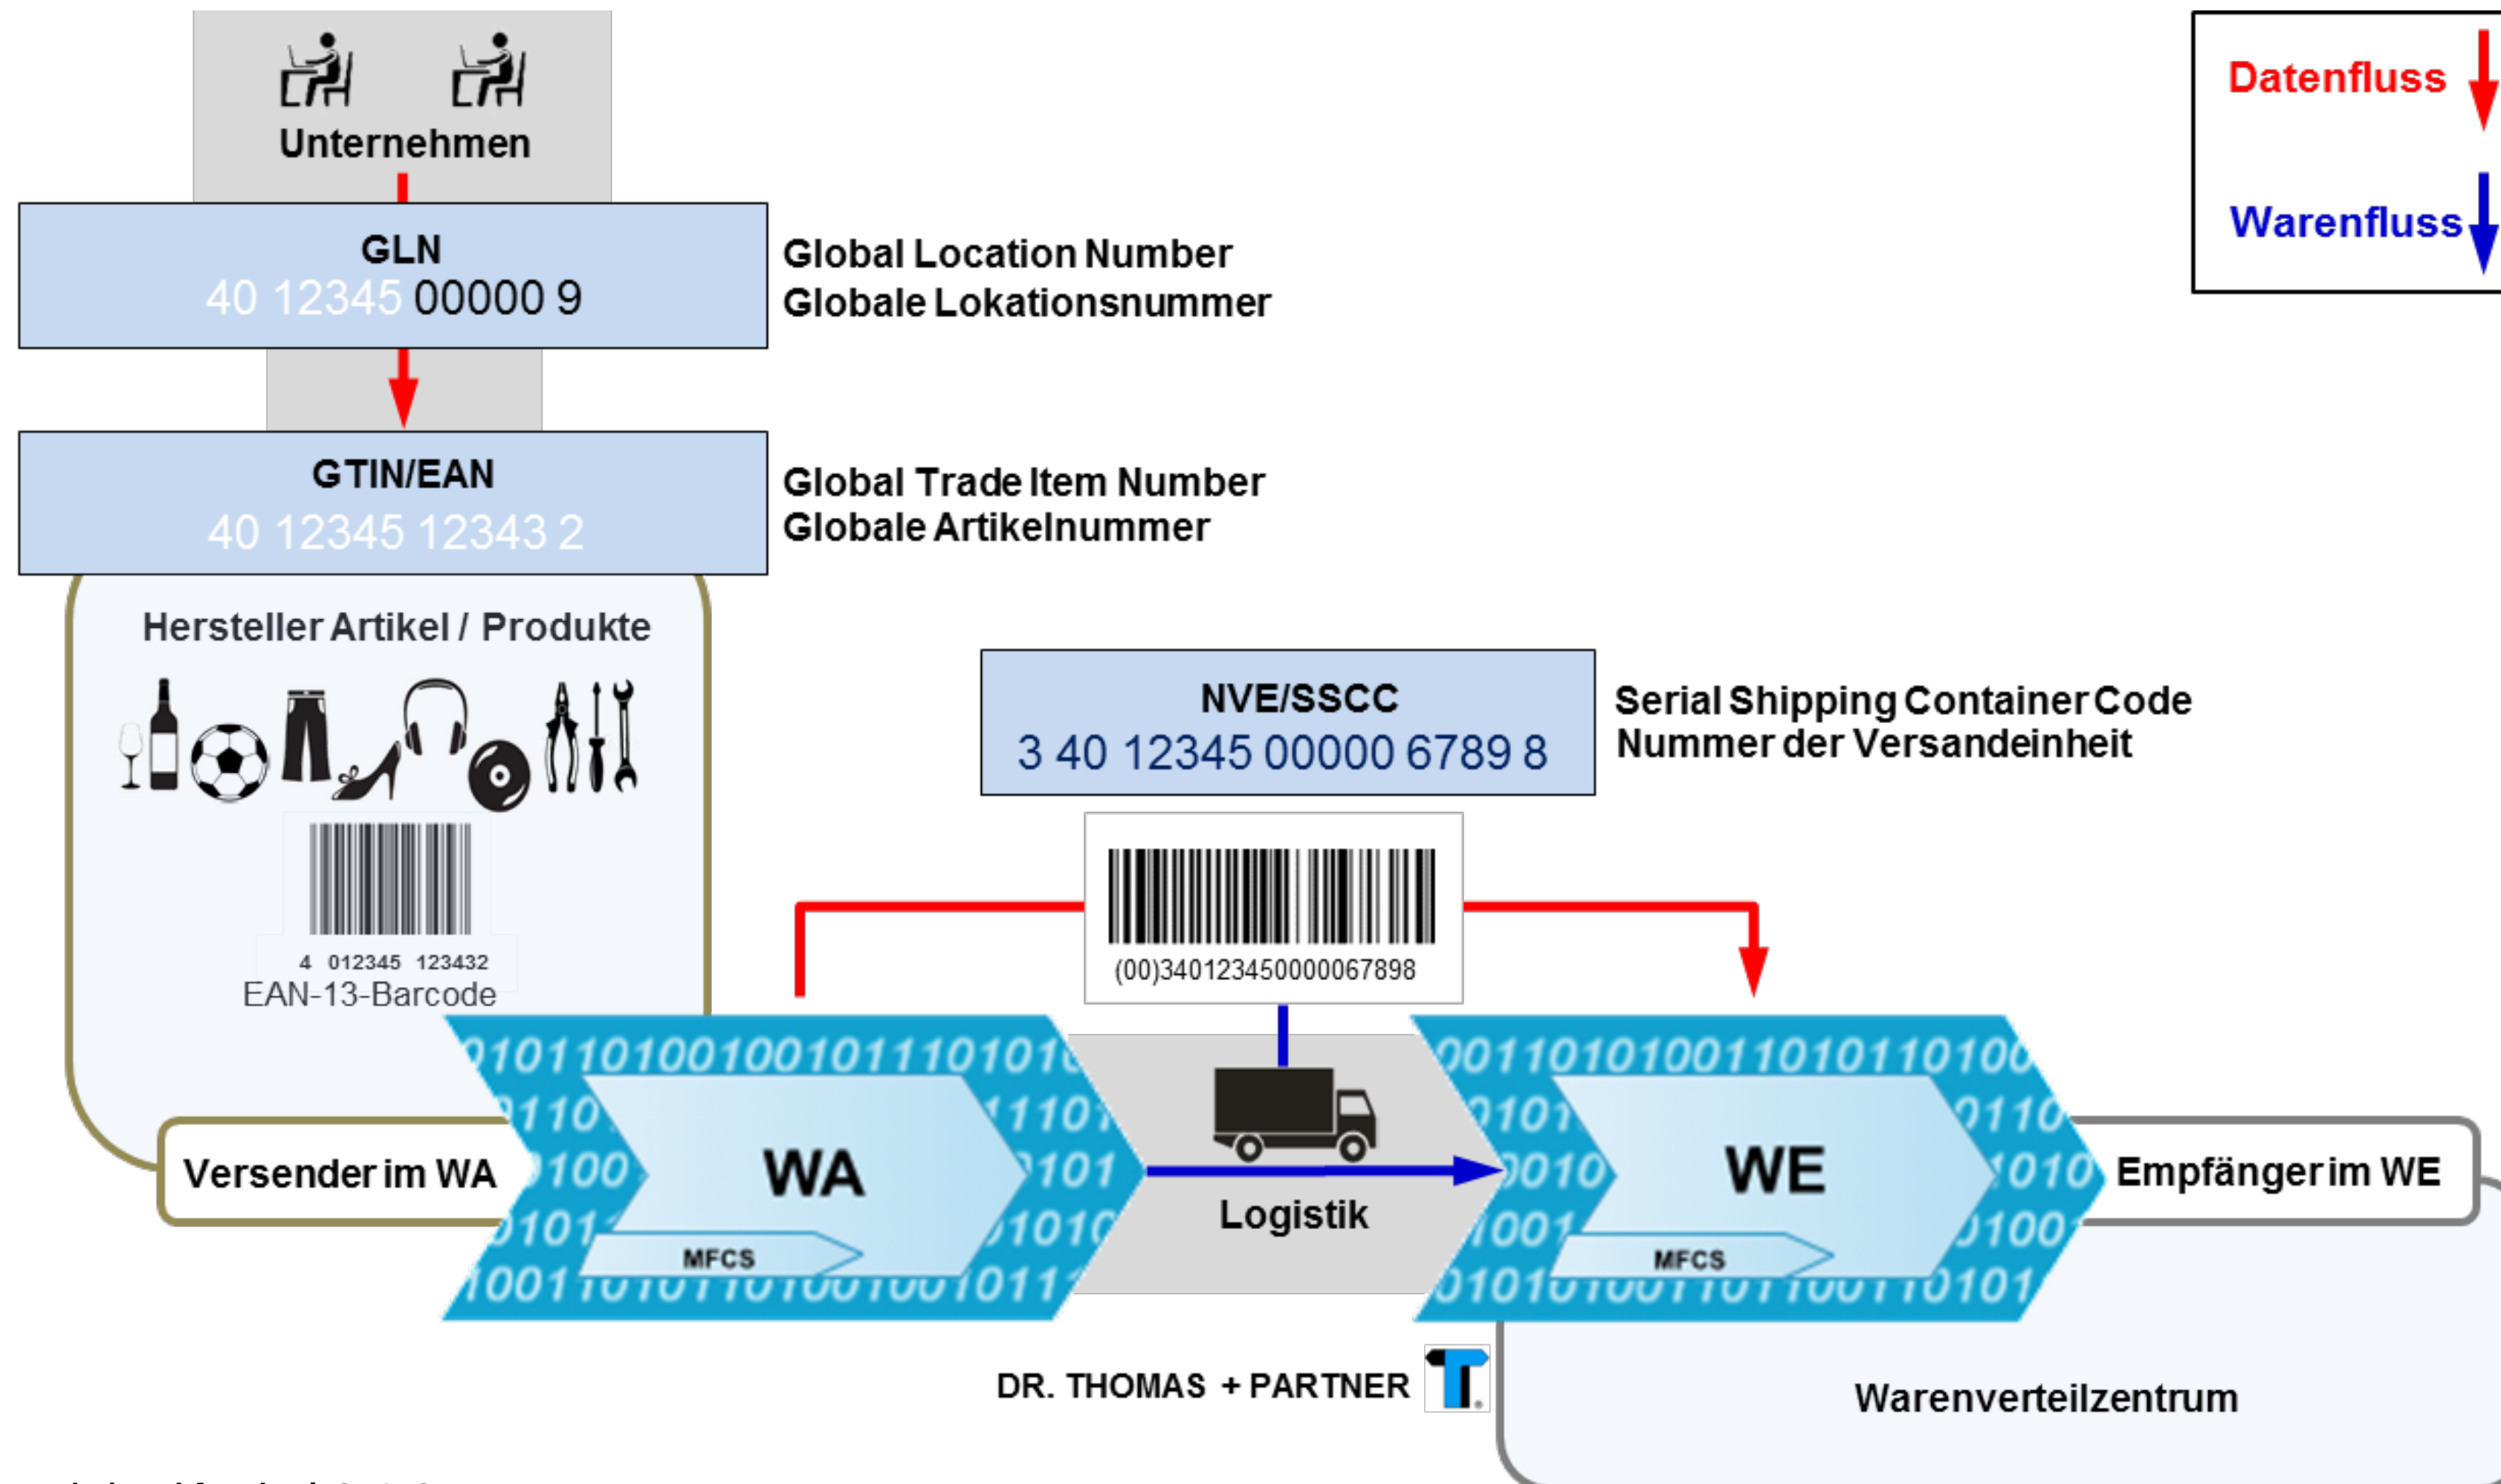 Unternehmen
Datenfluss
Warenfluss
GLN
40 12345 00000 9
Global Location Number
Globale Lokationsnummer
GTIN/EAN
40 12345 12343 2
Global Trade Item Number
Globale Artikelnummer
Hersteller Artikel / Produkte
4 012345 123432
EAN-13-Barcode
NVE/SSCC
3 40 12345 00000 6789 8
Serial Shipping Container Code
Nummer der Versandeinheit
(00)340123450000067898
Versender im WA
WA
MFCS
Logistik
WE
MFCS
Empfänger im WE
DR. THOMAS + PARTNER
Warenverteilzentrum